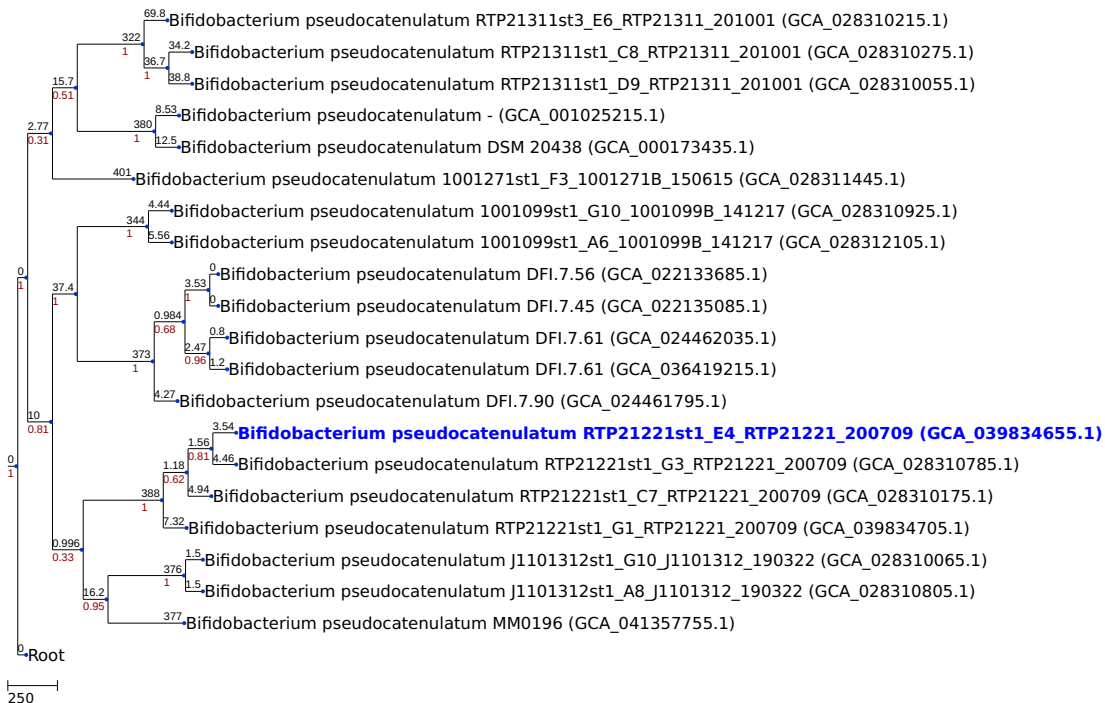 69.8
Bifidobacterium pseudocatenulatum RTP21311st3_E6_RTP21311_201001 (GCA_028310215.1)
322
1
34.2
Bifidobacterium pseudocatenulatum RTP21311st1_C8_RTP21311_201001 (GCA_028310275.1)
36.7
1
38.8
Bifidobacterium pseudocatenulatum RTP21311st1_D9_RTP21311_201001 (GCA_028310055.1)
15.7
0.51
8.53
Bifidobacterium pseudocatenulatum - (GCA_001025215.1)
380
1
12.5
Bifidobacterium pseudocatenulatum DSM 20438 (GCA_000173435.1)
2.77
0.31
401
Bifidobacterium pseudocatenulatum 1001271st1_F3_1001271B_150615 (GCA_028311445.1)
4.44
Bifidobacterium pseudocatenulatum 1001099st1_G10_1001099B_141217 (GCA_028310925.1)
344
1
5.56
Bifidobacterium pseudocatenulatum 1001099st1_A6_1001099B_141217 (GCA_028312105.1)
0
1
0
Bifidobacterium pseudocatenulatum DFI.7.56 (GCA_022133685.1)
37.4
1
3.53
1
0
Bifidobacterium pseudocatenulatum DFI.7.45 (GCA_022135085.1)
0.984
0.68
0.8
Bifidobacterium pseudocatenulatum DFI.7.61 (GCA_024462035.1)
2.47
0.96
1.2
Bifidobacterium pseudocatenulatum DFI.7.61 (GCA_036419215.1)
373
1
4.27
Bifidobacterium pseudocatenulatum DFI.7.90 (GCA_024461795.1)
10
0.81
3.54
Bifidobacterium pseudocatenulatum RTP21221st1_E4_RTP21221_200709 (GCA_039834655.1)
1.56
0.81
4.46
Bifidobacterium pseudocatenulatum RTP21221st1_G3_RTP21221_200709 (GCA_028310785.1)
0
1
1.18
0.62
4.94
Bifidobacterium pseudocatenulatum RTP21221st1_C7_RTP21221_200709 (GCA_028310175.1)
388
1
7.32
Bifidobacterium pseudocatenulatum RTP21221st1_G1_RTP21221_200709 (GCA_039834705.1)
0.996
0.33
1.5
Bifidobacterium pseudocatenulatum J1101312st1_G10_J1101312_190322 (GCA_028310065.1)
376
1
1.5
Bifidobacterium pseudocatenulatum J1101312st1_A8_J1101312_190322 (GCA_028310805.1)
16.2
0.95
377
Bifidobacterium pseudocatenulatum MM0196 (GCA_041357755.1)
0
Root
250